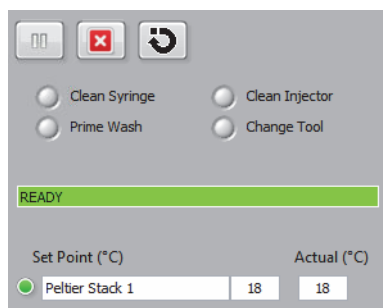 Clean Syringe Clean Injector
Prime Wash Change Tool
READY
Set Point (°C) Actual (°C)
Peltier Stack 1 18 18